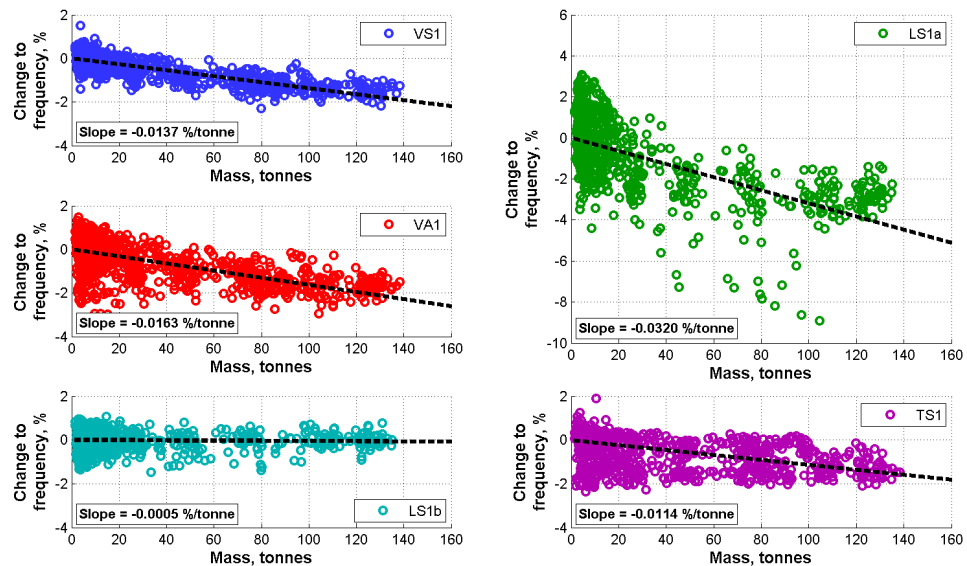 VS1
2
0
-2
-4
Change to
frequency, %
Slope = -0.0137 %/tonne
0 20 40 60 80 100 120 140 160
Mass, tonnes
VA1
2
0
-2
-4
Change to
frequency, %
Slope = -0.0163 %/tonne
0 20 40 60 80 100 120 140 160
Mass, tonnes
2
0
-2
-4
Change to
frequency, %
Slope = -0.0005 %/tonne
LS1b
0 20 40 60 80 100 120 140 160
Mass, tonnes
LS1a
6
4
2
0
-2
-4
-6
-8
-10
Change to
frequency, %
Slope = -0.0320 %/tonne
0 20 40 60 80 100 120 140 160
Mass, tonnes
TS1
2
0
-2
-4
Change to
frequency, %
Slope = -0.0114 %/tonne
0 20 40 60 80 100 120 140 160
Mass, tonnes